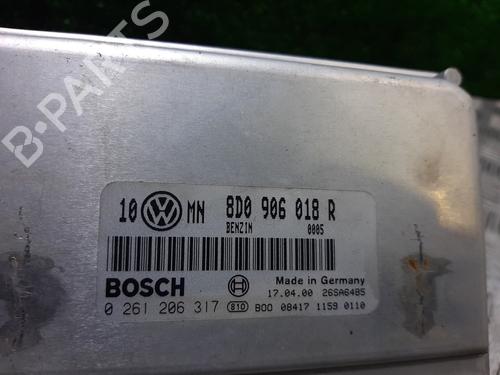 B-PARTS
10 VW MN 8D0 906 018 R
BENZIN 0005
BOSCH Made in Germany
17.04.00 26SA6485
0 261 206 317 810 B00 08417 1159 0110